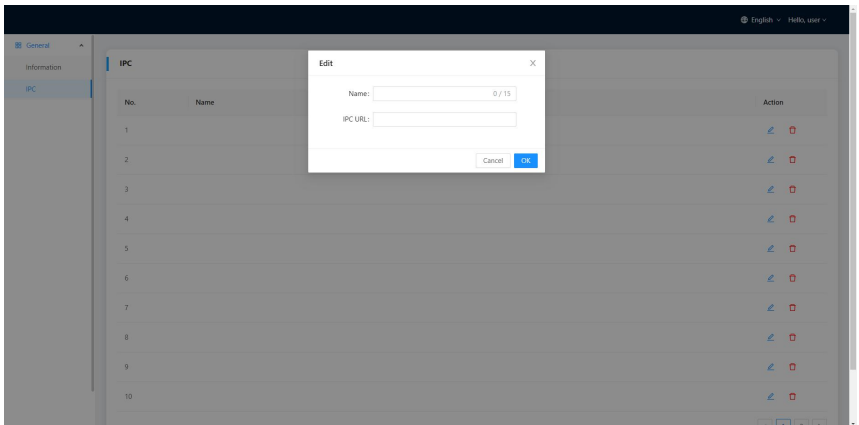 English Hello, user
General
Information
IPC
IPC
No. Name Action
1
2
3
4
5
6
7
8
9
10
Edit
Name: 0 / 15
IPC URL:
Cancel OK